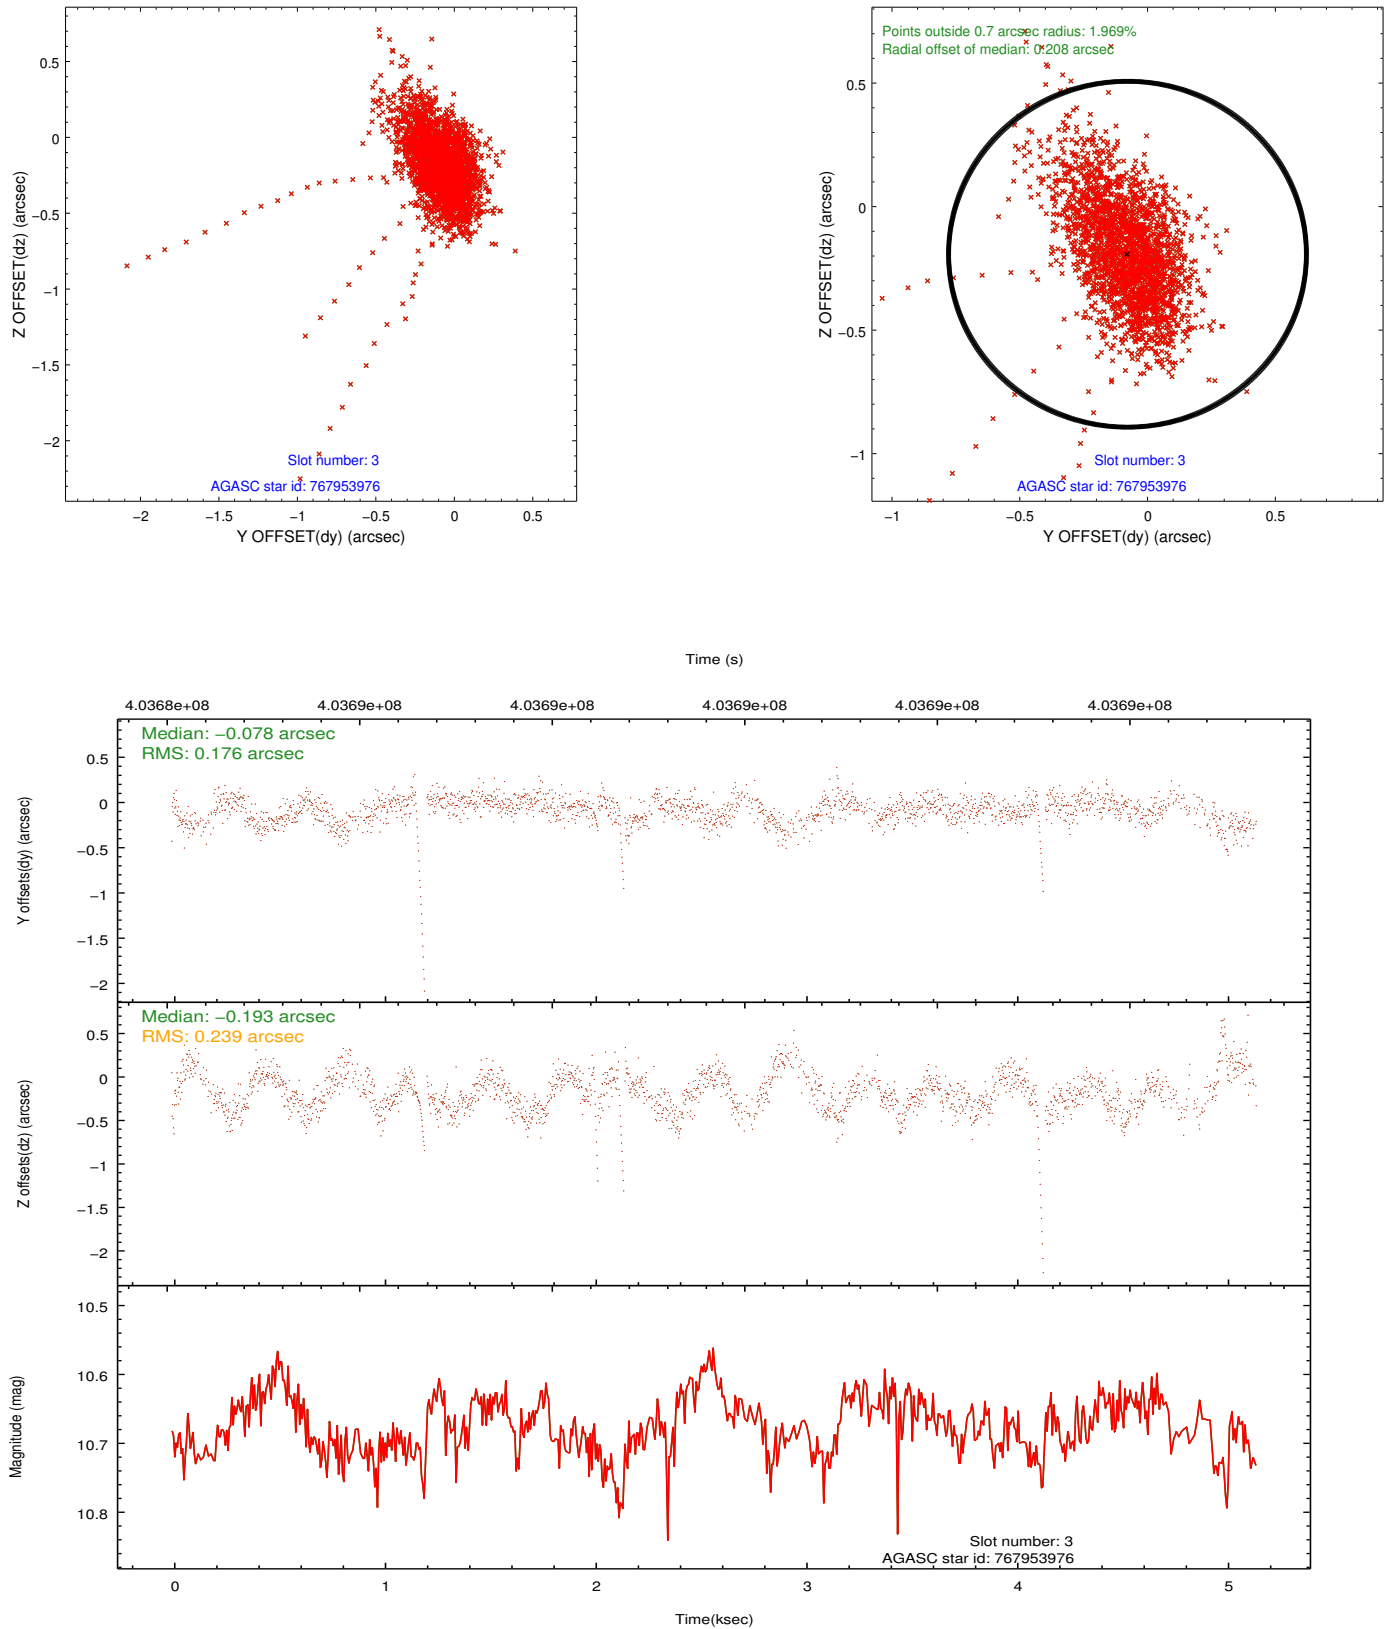 0.5
0
−0.5
−1
−1.5
−2
Z OFFSET(dz) (arcsec)
Slot number: 3
AGASC star id: 767953976
−2 −1.5 −1 −0.5 0 0.5
Y OFFSET(dy) (arcsec)
Points outside 0.7 arcsec radius: 1.969%
Radial offset of median: 0.208 arcsec
0.5
0
−0.5
−1
Z OFFSET(dz) (arcsec)
Slot number: 3
AGASC star id: 767953976
−1 −0.5 0 0.5
Y OFFSET(dy) (arcsec)
Time (s)
4.0368e+08 4.0369e+08 4.0369e+08 4.0369e+08 4.0369e+08 4.0369e+08
Median: −0.078 arcsec
RMS: 0.176 arcsec
0.5
0
−0.5
−1
−1.5
−2
Y offsets(dy) (arcsec)
Median: −0.193 arcsec
RMS: 0.239 arcsec
0.5
0
−0.5
−1
−1.5
−2
Z offsets(dz) (arcsec)
10.5
10.6
10.7
10.8
Magnitude (mag)
Slot number: 3
AGASC star id: 767953976
0 1 2 3 4 5
Time(ksec)